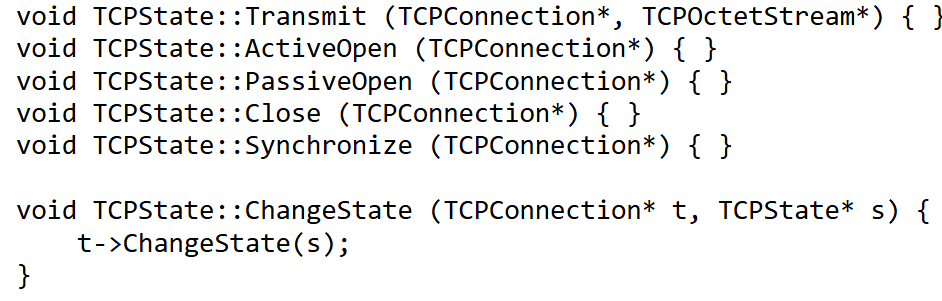 void TCPState::Transmit (TCPConnection*, TCPOctetStream*) { }
void TCPState::ActiveOpen (TCPConnection*) { }
void TCPState::PassiveOpen (TCPConnection*) { }
void TCPState::Close (TCPConnection*) { }
void TCPState::Synchronize (TCPConnection*) { }

void TCPState::ChangeState (TCPConnection* t, TCPState* s) {
    t->ChangeState(s);
}